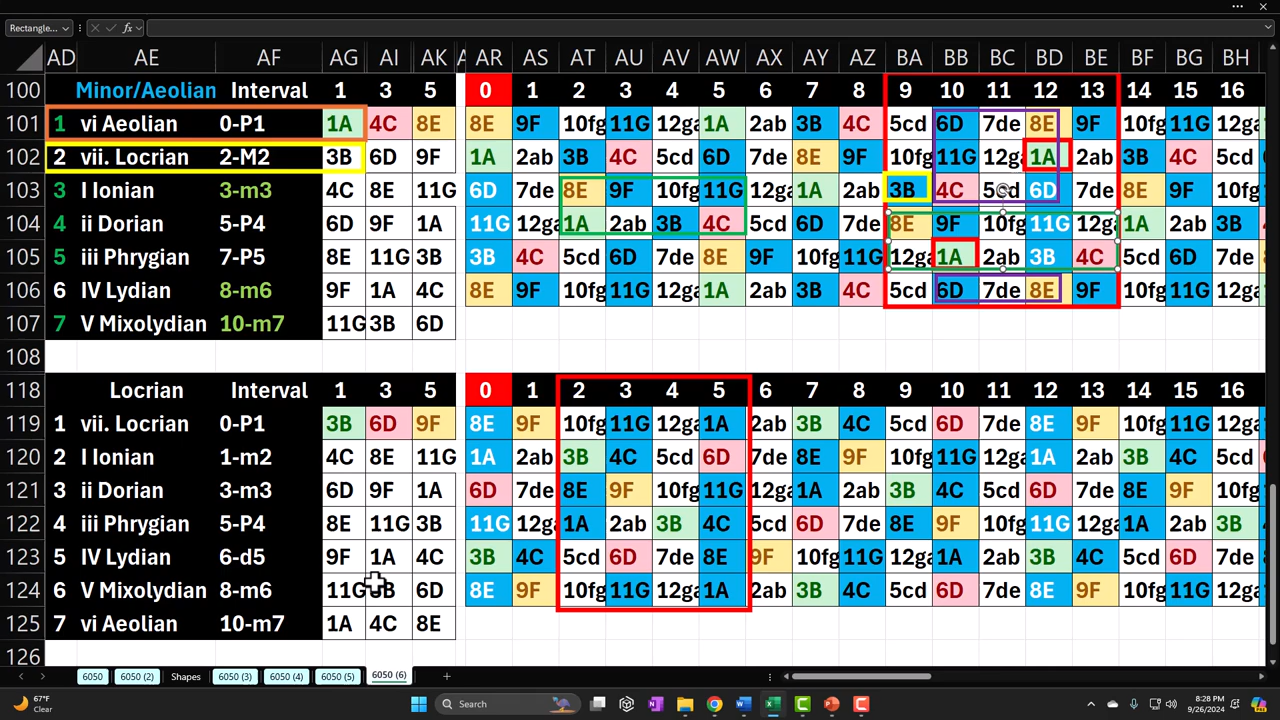 Rectangle... fx
AD AE AF AG AI AK AR AS AT AU AV AW AX AY AZ BA BB BC BD BE BF BG BH
100 Minor/Aeolian Interval 1 3 5 0 1 2 3 4 5 6 7 8 9 10 11 12 13 14 15 16
101 1 vi Aeolian 0-P1 1A 4C 8E 8E 9F 10fg 11G 12ga 1A 2ab 3B 4C 5cd 6D 7de 8E 9F 10fg 11G 12ga
102 2 vii. Locrian 2-M2 3B 6D 9F 1A 2ab 3B 4C 5cd 6D 7de 8E 9F 10fg 11G 12ga 1A 2ab 3B 4C 5cd
103 3 I Ionian 3-m3 4C 8E 11G 6D 7de 8E 9F 10fg 11G 12ga 1A 2ab 3B 4C 5cd 6D 7de 8E 9F 10fg
104 4 ii Dorian 5-P4 6D 9F 1A 11G 12ga 1A 2ab 3B 4C 5cd 6D 7de 8E 9F 10fg 11G 12ga 1A 2ab 3B
105 5 iii Phrygian 7-P5 8E 11G 3B 3B 4C 5cd 6D 7de 8E 9F 10fg 11G 12ga 1A 2ab 3B 4C 5cd 6D 7de
106 6 IV Lydian 8-m6 9F 1A 4C 8E 9F 10fg 11G 12ga 1A 2ab 3B 4C 5cd 6D 7de 8E 9F 10fg 11G 12ga
107 7 V Mixolydian 10-m7 11G 3B 6D
108
118 Locrian Interval 1 3 5 0 1 2 3 4 5 6 7 8 9 10 11 12 13 14 15 16
119 1 vii. Locrian 0-P1 3B 6D 9F 8E 9F 10fg 11G 12ga 1A 2ab 3B 4C 5cd 6D 7de 8E 9F 10fg 11G 12ga
120 2 I Ionian 1-m2 4C 8E 11G 1A 2ab 3B 4C 5cd 6D 7de 8E 9F 10fg 11G 12ga 1A 2ab 3B 4C 5cd
121 3 ii Dorian 3-m3 6D 9F 1A 6D 7de 8E 9F 10fg 11G 12ga 1A 2ab 3B 4C 5cd 6D 7de 8E 9F 10fg
122 4 iii Phrygian 5-P4 8E 11G 3B 11G 12ga 1A 2ab 3B 4C 5cd 6D 7de 8E 9F 10fg 11G 12ga 1A 2ab 3B
123 5 IV Lydian 6-d5 9F 1A 4C 3B 4C 5cd 6D 7de 8E 9F 10fg 11G 12ga 1A 2ab 3B 4C 5cd 6D 7de
124 6 V Mixolydian 8-m6 11G 3B 6D 8E 9F 10fg 11G 12ga 1A 2ab 3B 4C 5cd 6D 7de 8E 9F 10fg 11G 12ga
125 7 vi Aeolian 10-m7 1A 4C 8E
126
6050 6050 (2) Shapes 6050 (3) 6050 (4) 6050 (5) 6050 (6)
67°F
Clear
Search
8:28 PM
9/26/2024